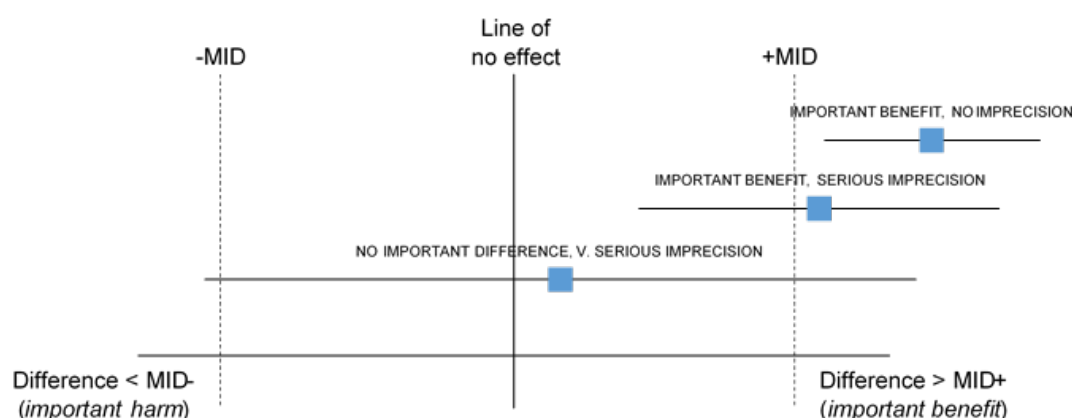 Line of
no effect
-MID
+MID
IMPORTANT BENEFIT, NO IMPRECISION
IMPORTANT BENEFIT, SERIOUS IMPRECISION
NO IMPORTANT DIFFERENCE, V. SERIOUS IMPRECISION
Difference < MID-
(important harm)
Difference > MID+
(important benefit)